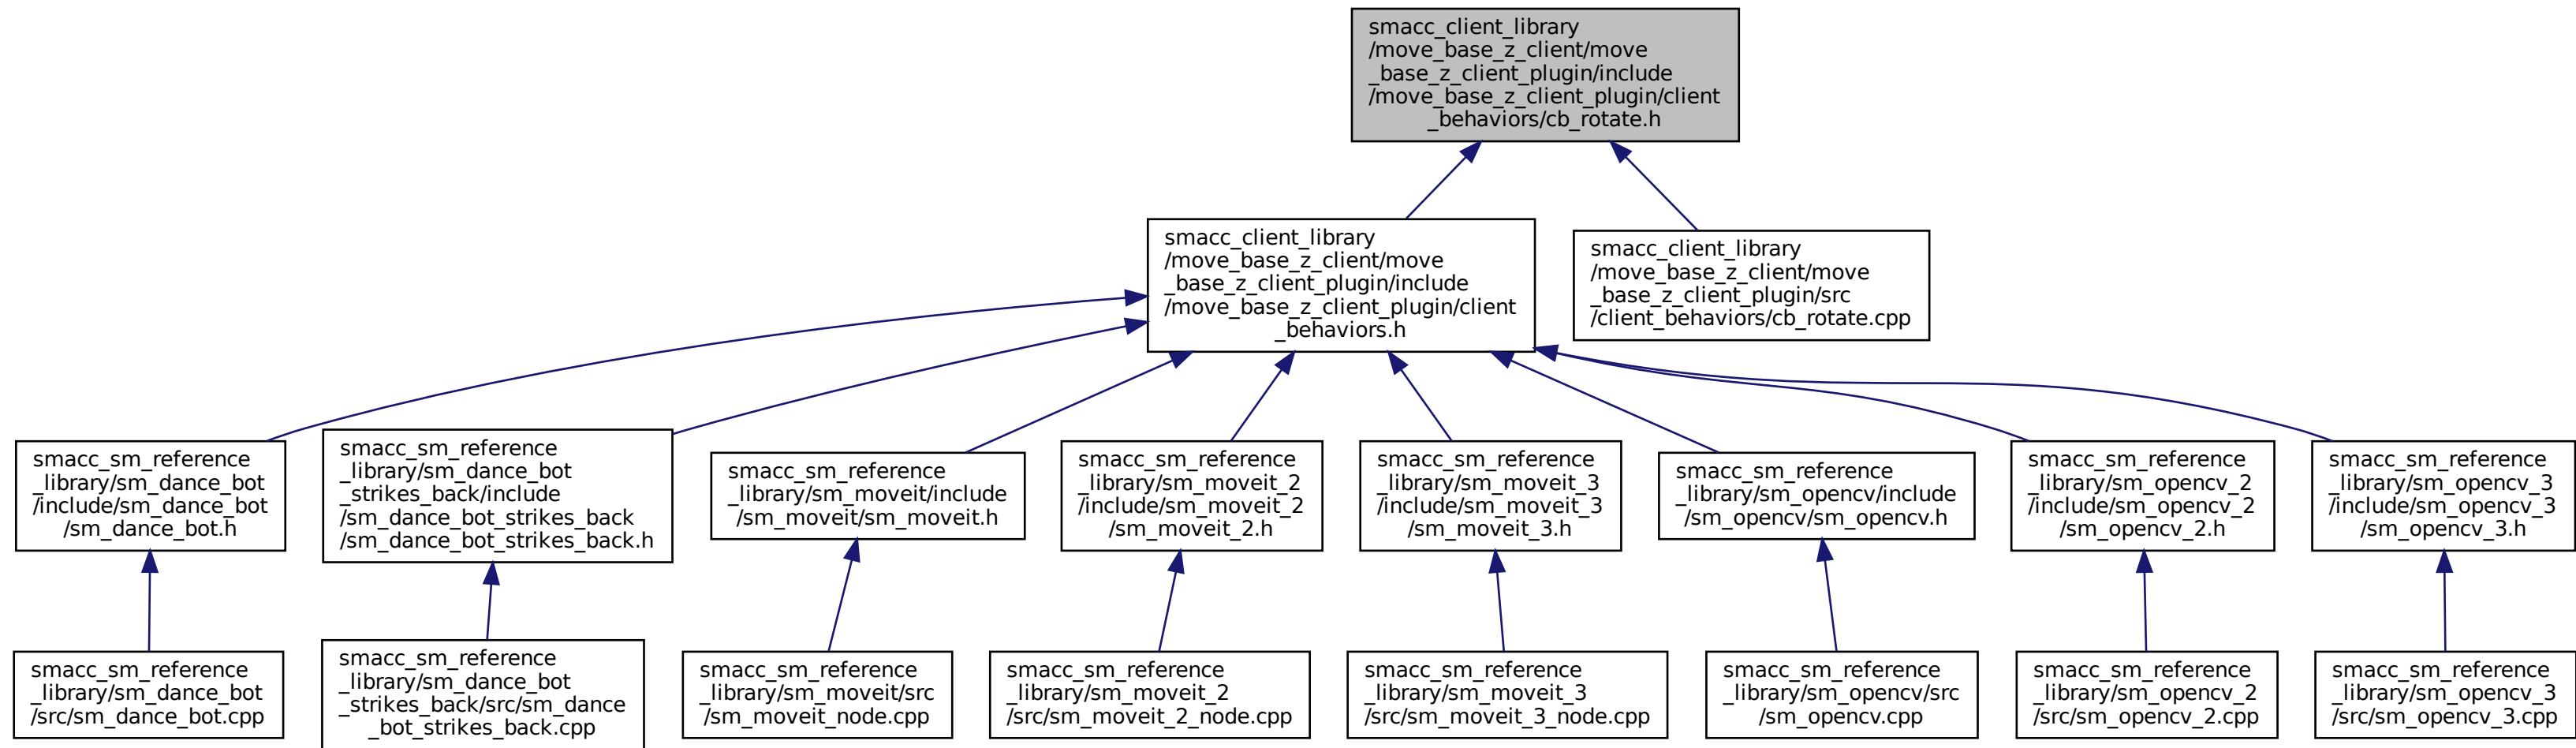 smacc_client_library
/move_base_z_client/move
_base_z_client_plugin/include
/move_base_z_client_plugin/client
_behaviors/cb_rotate.h
smacc_client_library
/move_base_z_client/move
_base_z_client_plugin/include
/move_base_z_client_plugin/client
_behaviors.h
smacc_client_library
/move_base_z_client/move
_base_z_client_plugin/src
/client_behaviors/cb_rotate.cpp
smacc_sm_reference
_library/sm_dance_bot
/include/sm_dance_bot
/sm_dance_bot.h
smacc_sm_reference
_library/sm_dance_bot
_strikes_back/include
/sm_dance_bot_strikes_back
/sm_dance_bot_strikes_back.h
smacc_sm_reference
_library/sm_moveit/include
/sm_moveit/sm_moveit.h
smacc_sm_reference
_library/sm_moveit_2
/include/sm_moveit_2
/sm_moveit_2.h
smacc_sm_reference
_library/sm_moveit_3
/include/sm_moveit_3
/sm_moveit_3.h
smacc_sm_reference
_library/sm_opencv/include
/sm_opencv/sm_opencv.h
smacc_sm_reference
_library/sm_opencv_2
/include/sm_opencv_2
/sm_opencv_2.h
smacc_sm_reference
_library/sm_opencv_3
/include/sm_opencv_3
/sm_opencv_3.h
smacc_sm_reference
_library/sm_dance_bot
/src/sm_dance_bot.cpp
smacc_sm_reference
_library/sm_dance_bot
_strikes_back/src/sm_dance
_bot_strikes_back.cpp
smacc_sm_reference
_library/sm_moveit/src
/sm_moveit_node.cpp
smacc_sm_reference
_library/sm_moveit_2
/src/sm_moveit_2_node.cpp
smacc_sm_reference
_library/sm_moveit_3
/src/sm_moveit_3_node.cpp
smacc_sm_reference
_library/sm_opencv/src
/sm_opencv.cpp
smacc_sm_reference
_library/sm_opencv_2
/src/sm_opencv_2.cpp
smacc_sm_reference
_library/sm_opencv_3
/src/sm_opencv_3.cpp